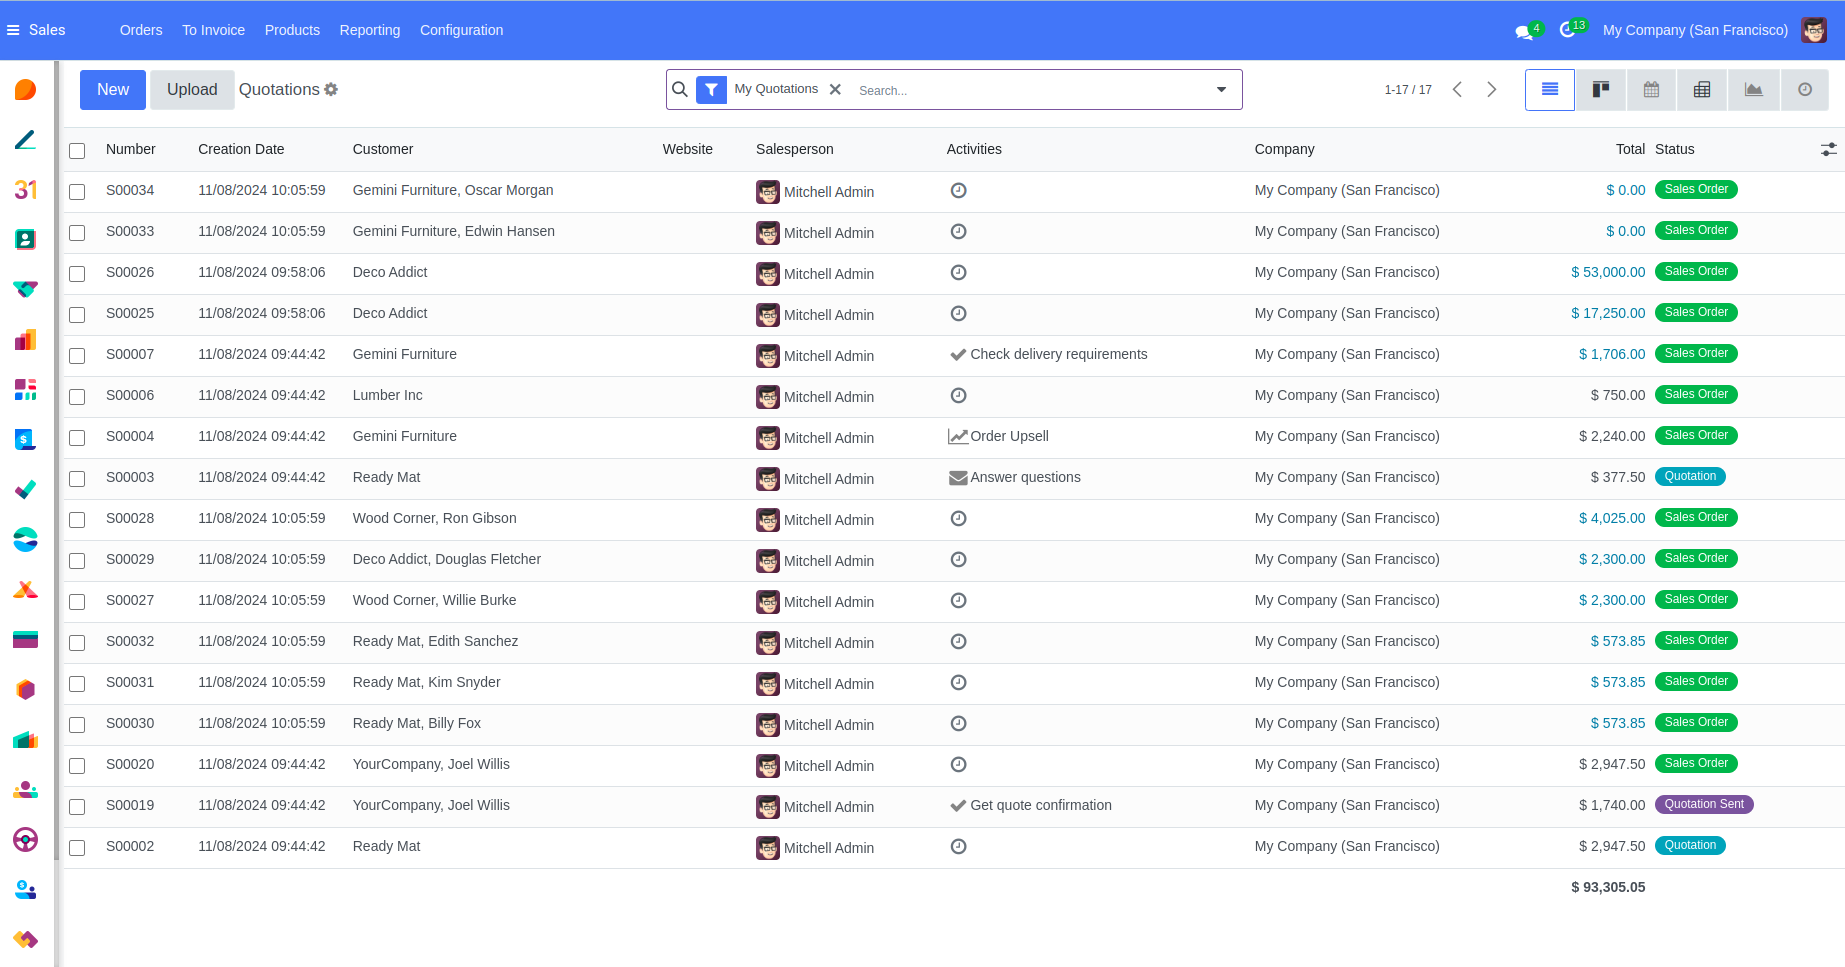 Sales Orders To Invoice Products Reporting Configuration 4 13 My Company (San Francisco)
New Upload Quotations My Quotations Search... 1-17 / 17
Number Creation Date Customer Website Salesperson Activities Company Total Status
S00034 11/08/2024 10:05:59 Gemini Furniture, Oscar Morgan Mitchell Admin My Company (San Francisco) $ 0.00 Sales Order
S00033 11/08/2024 10:05:59 Gemini Furniture, Edwin Hansen Mitchell Admin My Company (San Francisco) $ 0.00 Sales Order
S00026 11/08/2024 09:58:06 Deco Addict Mitchell Admin My Company (San Francisco) $ 53,000.00 Sales Order
S00025 11/08/2024 09:58:06 Deco Addict Mitchell Admin My Company (San Francisco) $ 17,250.00 Sales Order
S00007 11/08/2024 09:44:42 Gemini Furniture Mitchell Admin Check delivery requirements My Company (San Francisco) $ 1,706.00 Sales Order
S00006 11/08/2024 09:44:42 Lumber Inc Mitchell Admin My Company (San Francisco) $ 750.00 Sales Order
S00004 11/08/2024 09:44:42 Gemini Furniture Mitchell Admin Order Upsell My Company (San Francisco) $ 2,240.00 Sales Order
S00003 11/08/2024 09:44:42 Ready Mat Mitchell Admin Answer questions My Company (San Francisco) $ 377.50 Quotation
S00028 11/08/2024 10:05:59 Wood Corner, Ron Gibson Mitchell Admin My Company (San Francisco) $ 4,025.00 Sales Order
S00029 11/08/2024 10:05:59 Deco Addict, Douglas Fletcher Mitchell Admin My Company (San Francisco) $ 2,300.00 Sales Order
S00027 11/08/2024 10:05:59 Wood Corner, Willie Burke Mitchell Admin My Company (San Francisco) $ 2,300.00 Sales Order
S00032 11/08/2024 10:05:59 Ready Mat, Edith Sanchez Mitchell Admin My Company (San Francisco) $ 573.85 Sales Order
S00031 11/08/2024 10:05:59 Ready Mat, Kim Snyder Mitchell Admin My Company (San Francisco) $ 573.85 Sales Order
S00030 11/08/2024 10:05:59 Ready Mat, Billy Fox Mitchell Admin My Company (San Francisco) $ 573.85 Sales Order
S00020 11/08/2024 09:44:42 YourCompany, Joel Willis Mitchell Admin My Company (San Francisco) $ 2,947.50 Sales Order
S00019 11/08/2024 09:44:42 YourCompany, Joel Willis Mitchell Admin Get quote confirmation My Company (San Francisco) $ 1,740.00 Quotation Sent
S00002 11/08/2024 09:44:42 Ready Mat Mitchell Admin My Company (San Francisco) $ 2,947.50 Quotation
$ 93,305.05
31